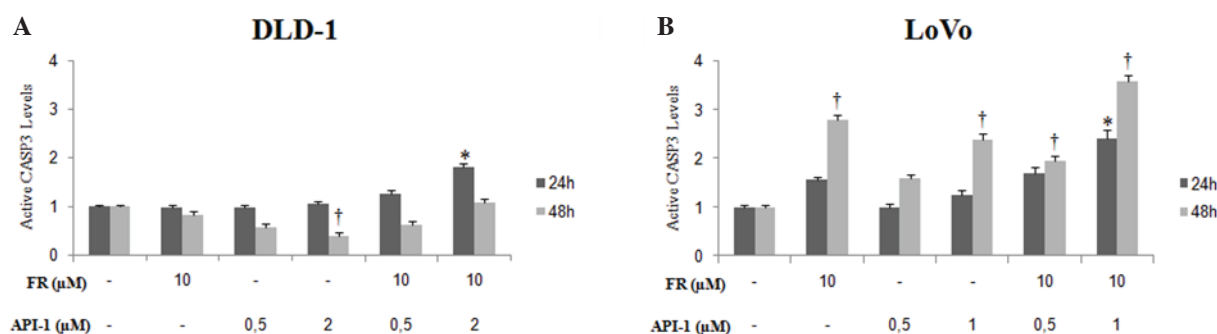 A
DLD-1
Active CASP3 Levels
4
3
2
1
0
*
†
24h
48h
FR (µM) - 10 - - 10 10
API-1 (µM) - - 0,5 2 0,5 2
B
LoVo
Active CASP3 Levels
4
3
2
1
0
†
†
†
*
†
24h
48h
FR (µM) - 10 - - 10 10
API-1 (µM) - - 0,5 1 0,5 1